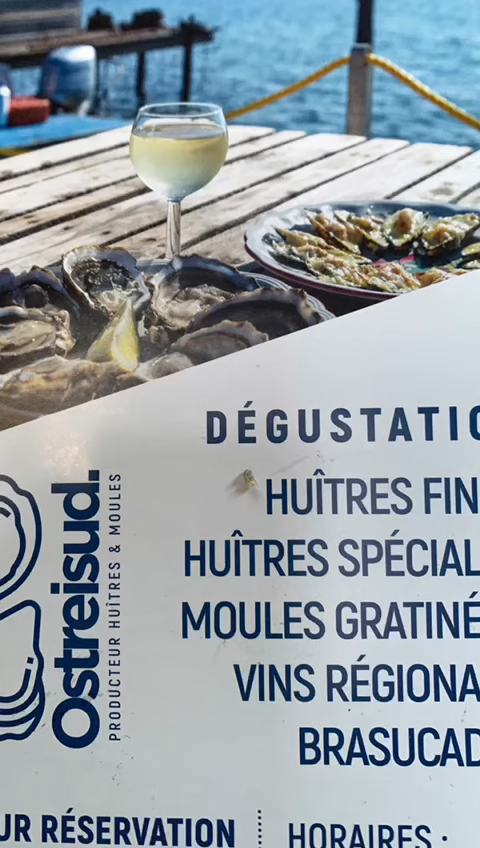 DÉGUSTATIO
HUÎTRES FIN
HUÎTRES SPÉCIAL
MOULES GRATINÉ
VINS RÉGIONA
BRASUCAD
Ostreisud.
PRODUCTEUR HUÎTRES & MOULES
UR RÉSERVATION
HORAIRES :